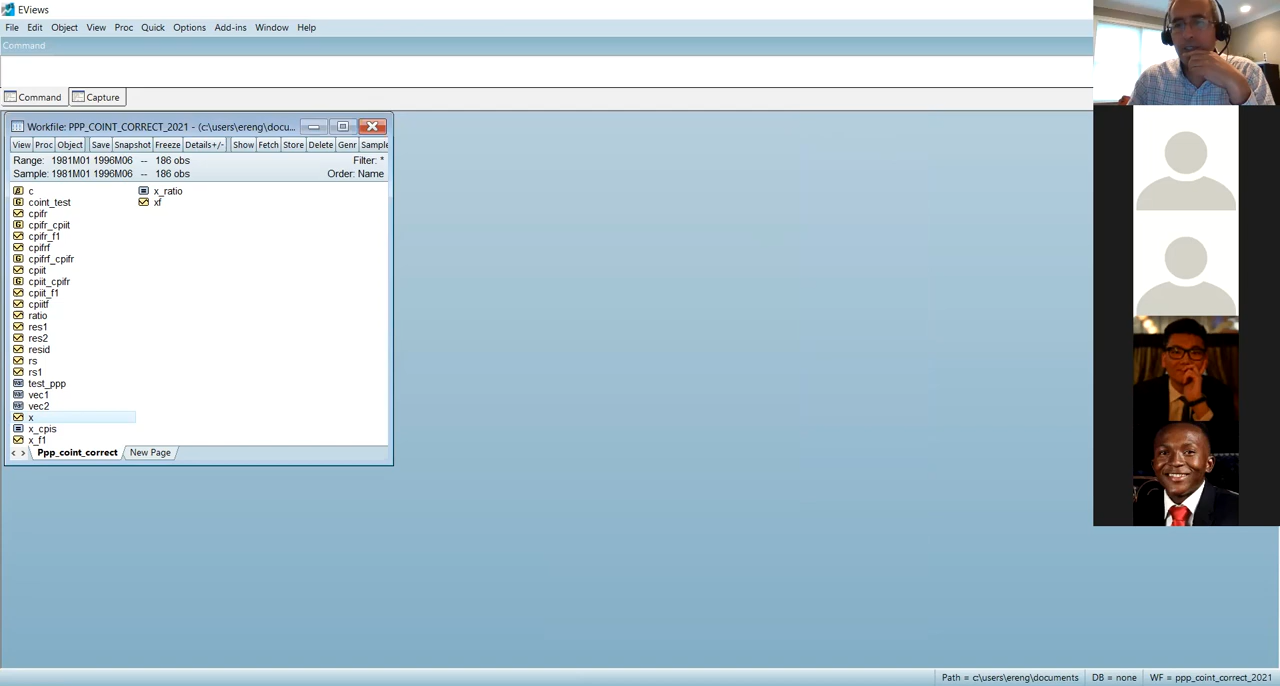 EViews
File Edit Object View Proc Quick Options Add-ins Window Help
Command
Command Capture
Workfile: PPP_COINT_CORRECT_2021 - (c:\users\ereng\docu...
View Proc Object Save Snapshot Freeze Details+/- Show Fetch Store Delete Genr Sample
Range: 1981M01 1996M06 -- 186 obs Filter: *
Sample: 1981M01 1996M06 -- 186 obs Order: Name
c x_ratio
coint_test xf
cpifr
cpifr_cpiit
cpifr_f1
cpifrf
cpifrf_cpifr
cpiit
cpiit_cpifr
cpiit_f1
cpiitf
ratio
res1
res2
resid
rs
rs1
test_ppp
vec1
vec2
x
x_cpis
x_f1
Ppp_coint_correct New Page
Path = c:\users\ereng\documents DB = none WF = ppp_coint_correct_2021